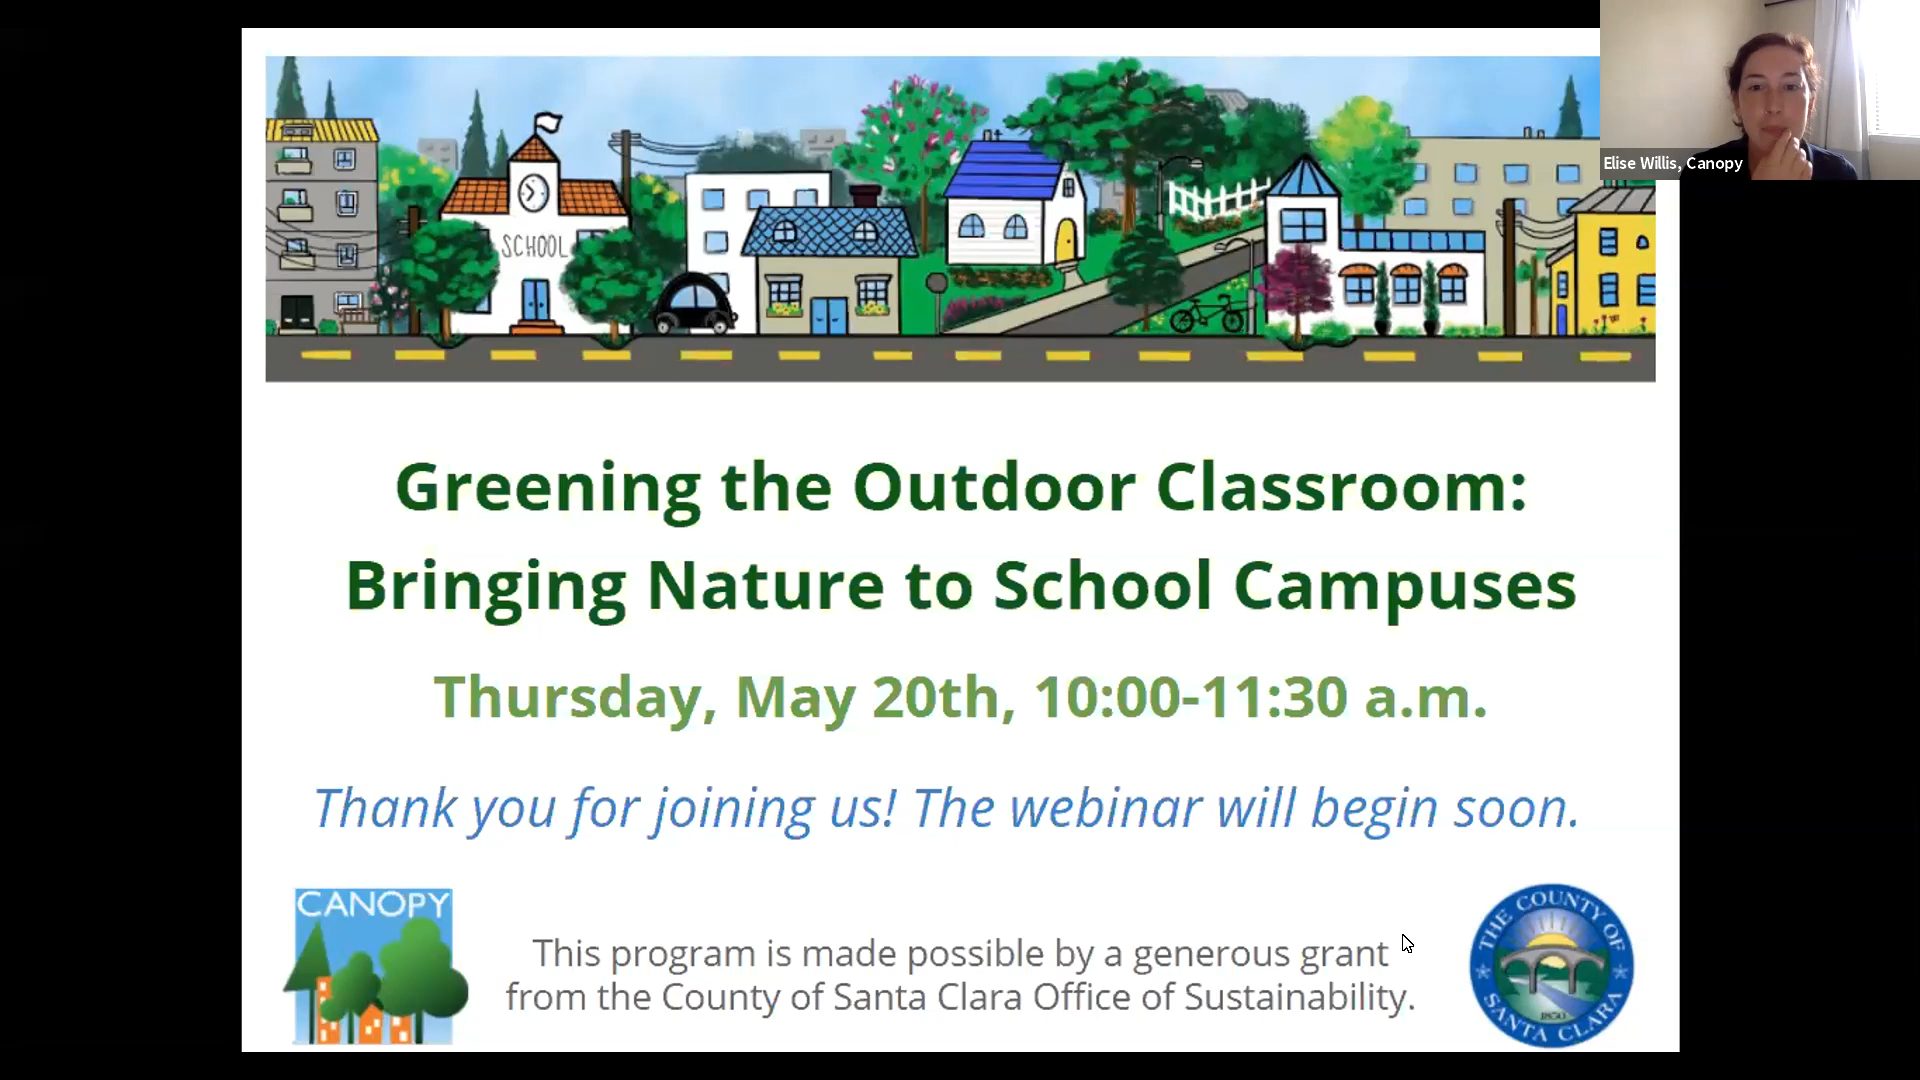 Elise Willis, Canopy
SCHOOL
Greening the Outdoor Classroom:
Bringing Nature to School Campuses
Thursday, May 20th, 10:00-11:30 a.m.
Thank you for joining us! The webinar will begin soon.
CANOPY
This program is made possible by a generous grant
from the County of Santa Clara Office of Sustainability.
THE COUNTY OF
SANTA CLARA
1850